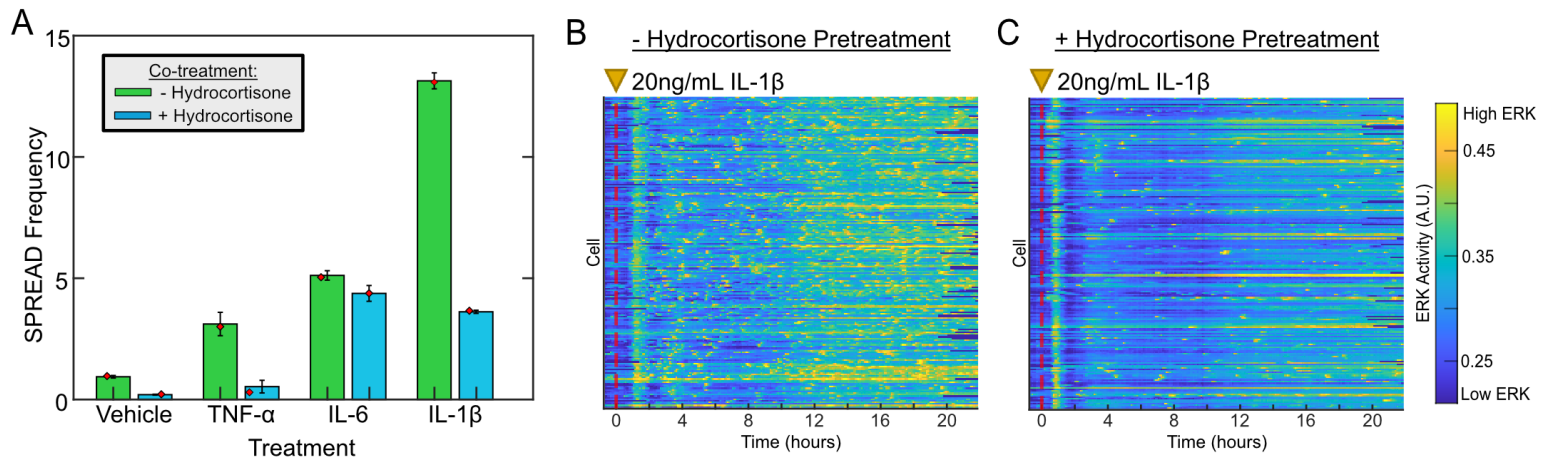 A
SPREAD Frequency
15
10
5
0
Co-treatment:
- Hydrocortisone
+ Hydrocortisone
Vehicle TNF-α IL-6 IL-1β
Treatment
B
- Hydrocortisone Pretreatment
20ng/mL IL-1β
Cell
0 4 8 12 16 20
Time (hours)
C
+ Hydrocortisone Pretreatment
20ng/mL IL-1β
Cell
0 4 8 12 16 20
Time (hours)
High ERK
0.45
0.35
0.25
Low ERK
ERK Activity (A.U.)